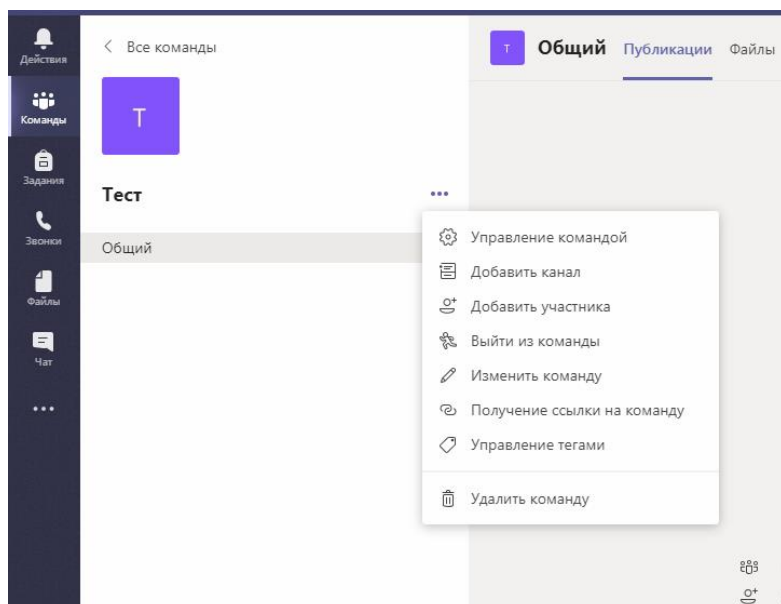 Действия
Команды
Задания
Звонки
Файлы
Чат
Все команды
Т
Тест
Общий
Т Общий Публикации Файлы
Управление командой
Добавить канал
Добавить участника
Выйти из команды
Изменить команду
Получение ссылки на команду
Управление тегами
Удалить команду